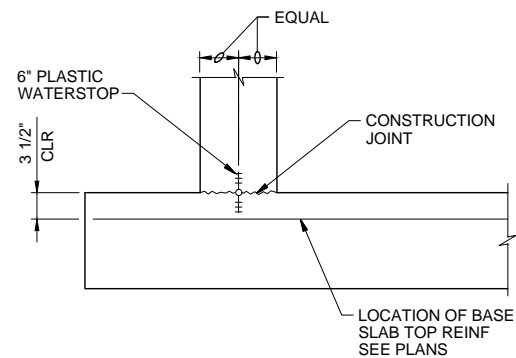 EQUAL
6" PLASTIC
WATERSTOP
3 1/2"
CLR
CONSTRUCTION
JOINT
LOCATION OF BASE
SLAB TOP REINF
SEE PLANS